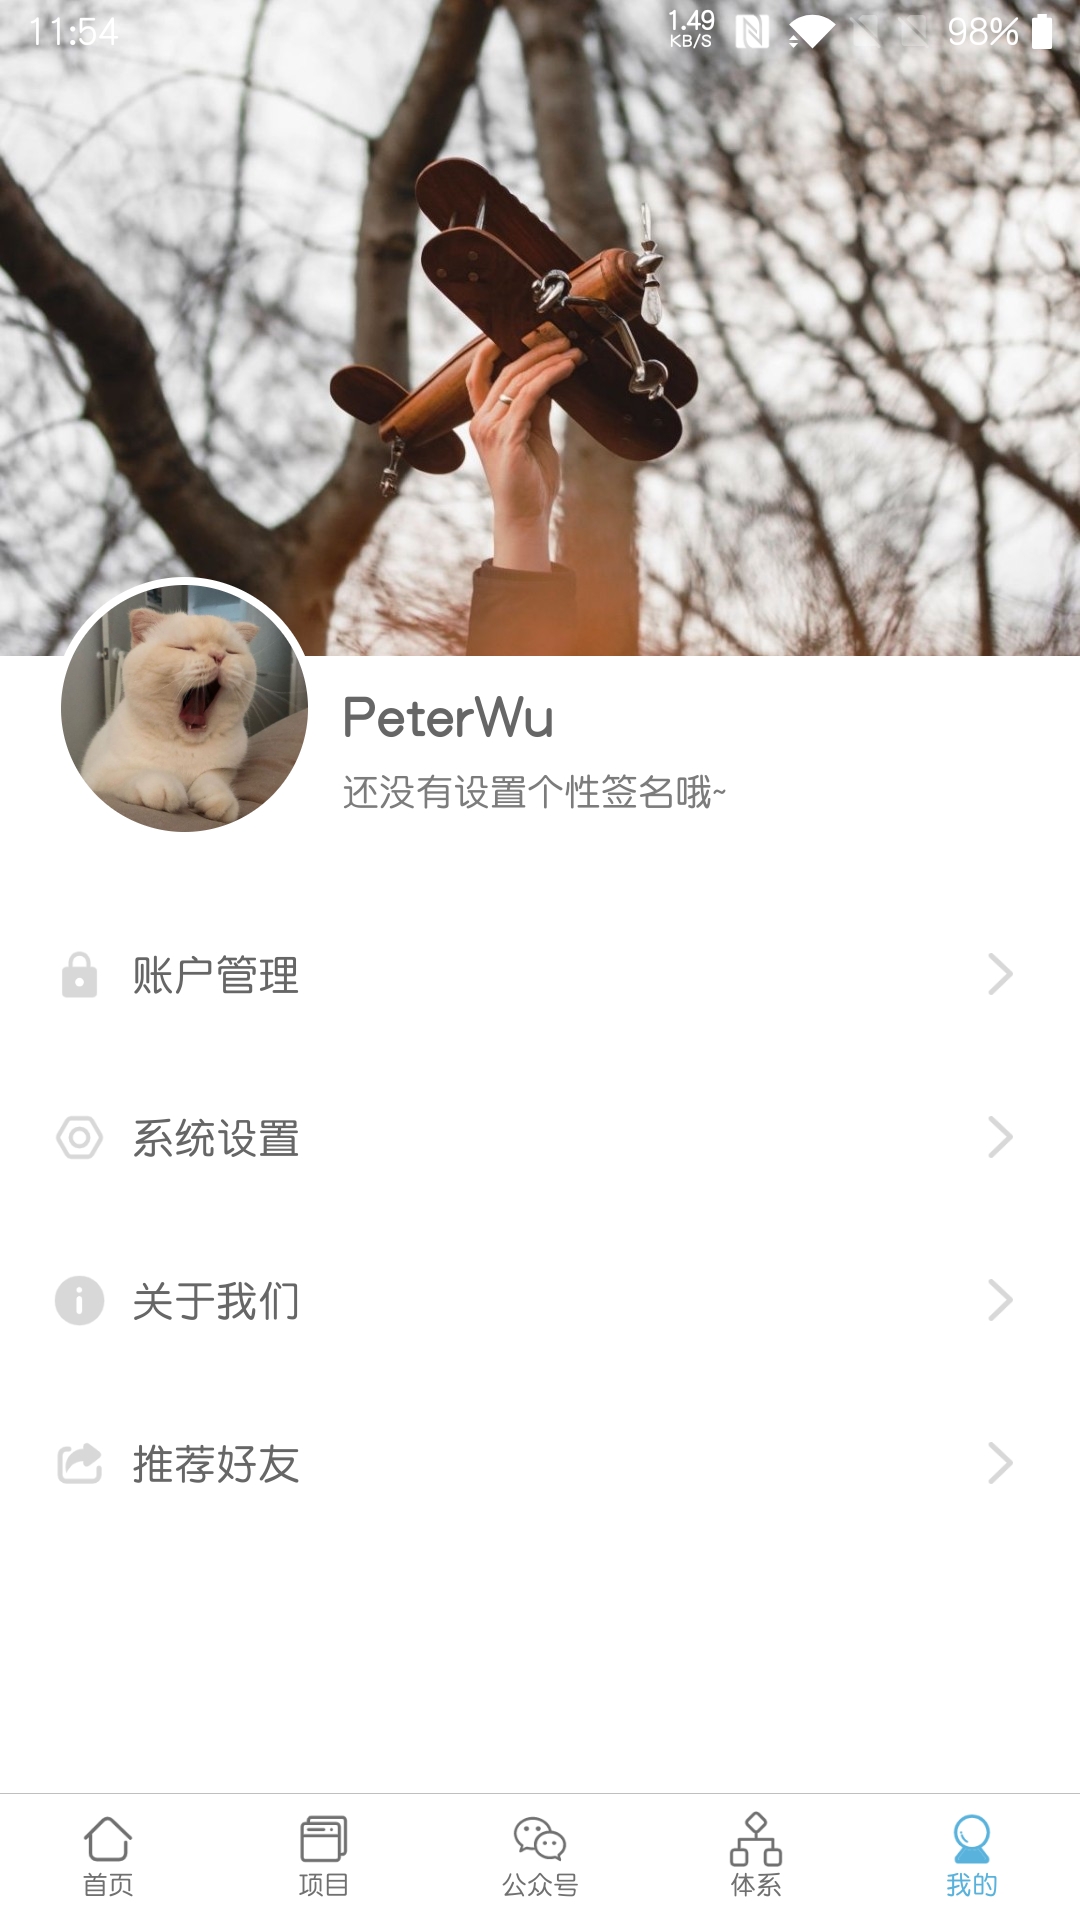 11:54
1.49
KB/S
98%
PeterWu
还没有设置个性签名哦~
账户管理
系统设置
关于我们
推荐好友
首页
项目
公众号
体系
我的